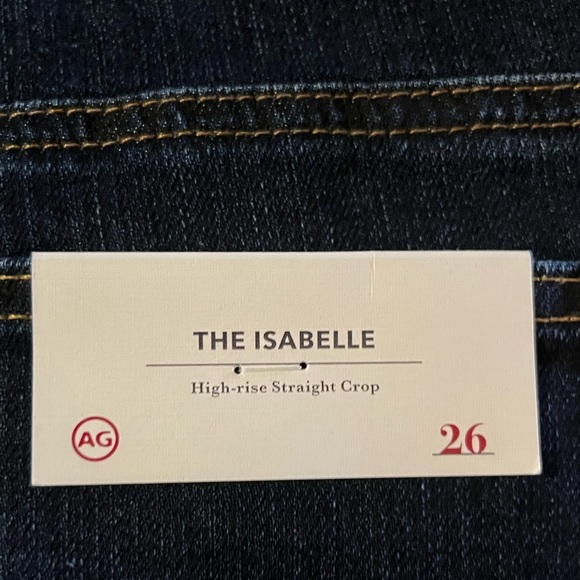 THE ISABELLE
High-rise Straight Crop
AG
26